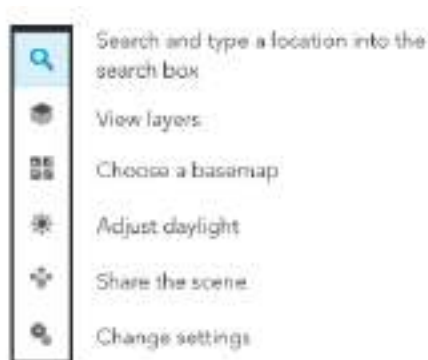 Search and type a location into the
search box
View layers
Choose a basemap
Adjust daylight
Share the scene
Change settings